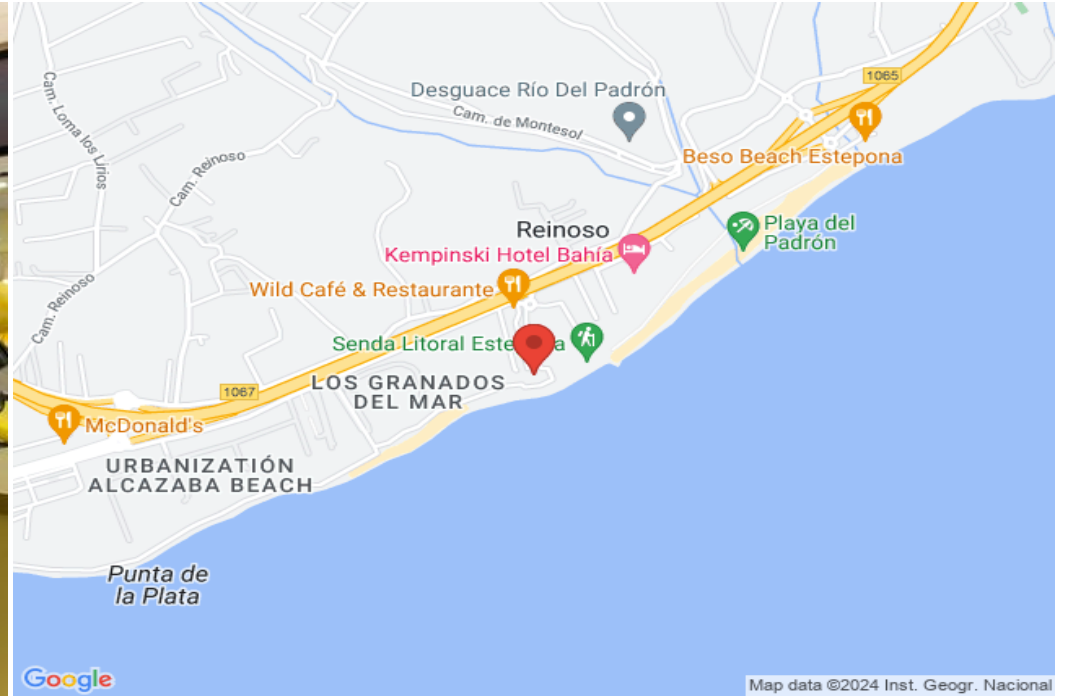 1065
Desguace Río Del Padrón
Cam. de Montesol
Cam. Loma los Lirios
Beso Beach Estepona
Cam. Reinoso
Reinoso
Playa del
Padrón
Kempinski Hotel Bahía
Wild Café & Restaurante
Cam. Reinoso
Senda Litoral Este a
LOS GRANADOS
DEL MAR
1067
McDonald's
URBANIZATIÓN
ALCAZABA BEACH
Punta de
la Plata
Google
Map data ©2024 Inst. Geogr. Nacional